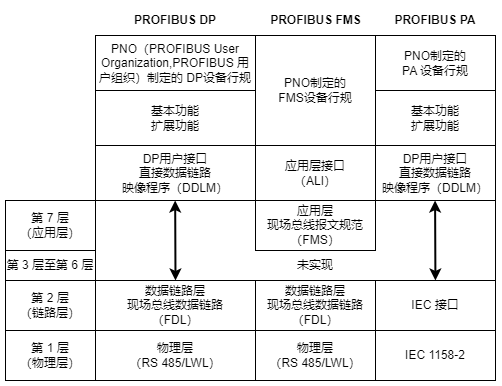 PROFIBUS DP
PROFIBUS FMS
PROFIBUS PA
PNO（PROFIBUS User
Organization,PROFIBUS 用
户组织）制定的 DP设备行规
PNO制定的
FMS设备行规
PNO制定的
PA 设备行规
基本功能
扩展功能
基本功能
扩展功能
DP用户接口
直接数据链路
映像程序（DDLM）
应用层接口
（ALI）
DP用户接口
直接数据链路
映像程序（DDLM）
第 7 层
(应用层)
应用层
现场总线报文规范
（FMS）
第 3 层至第 6 层
未实现
第 2 层
(链路层)
数据链路层
现场总线数据链路
（FDL）
数据链路层
现场总线数据链路
（FDL）
IEC 接口
第 1 层
(物理层)
物理层
(RS 485/LWL)
物理层
(RS 485/LWL)
IEC 1158-2